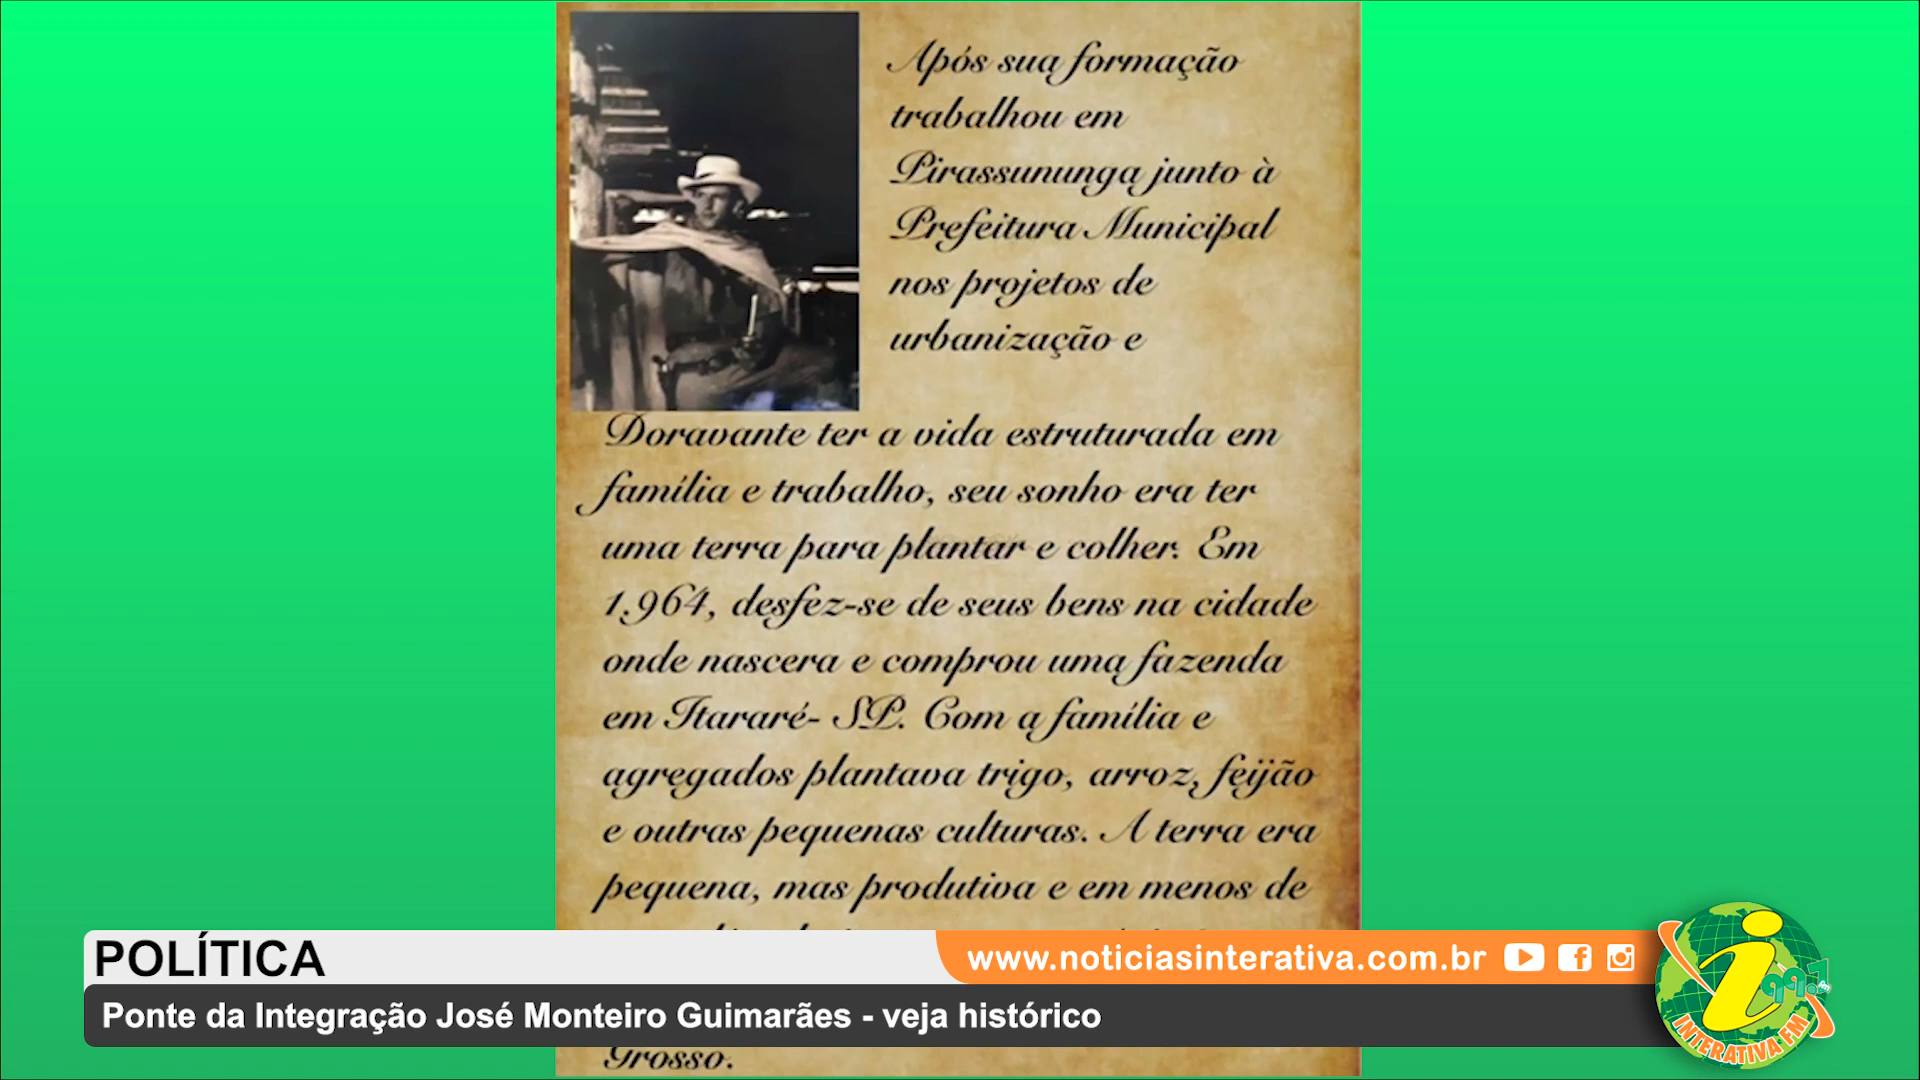 Após sua formação
trabalhou em
Pirassununga junto à
Prefeitura Municipal
nos projetos de
urbanização e
Doravante ter a vida estruturada em
família e trabalho, seu sonho era ter
uma terra para plantar e colher. Em
1.964, desfez-se de seus bens na cidade
onde nascera e comprou uma fazenda
em Itararé- SP. Com a família e
agregados plantava trigo, arroz, feijão
e outras pequenas culturas. A terra era
pequena, mas produtiva e em menos de
POLÍTICA
www.noticiasinterativa.com.br
Ponte da Integração José Monteiro Guimarães - veja histórico
i 99.1 FM
INTERATIVA FM
Grosso.